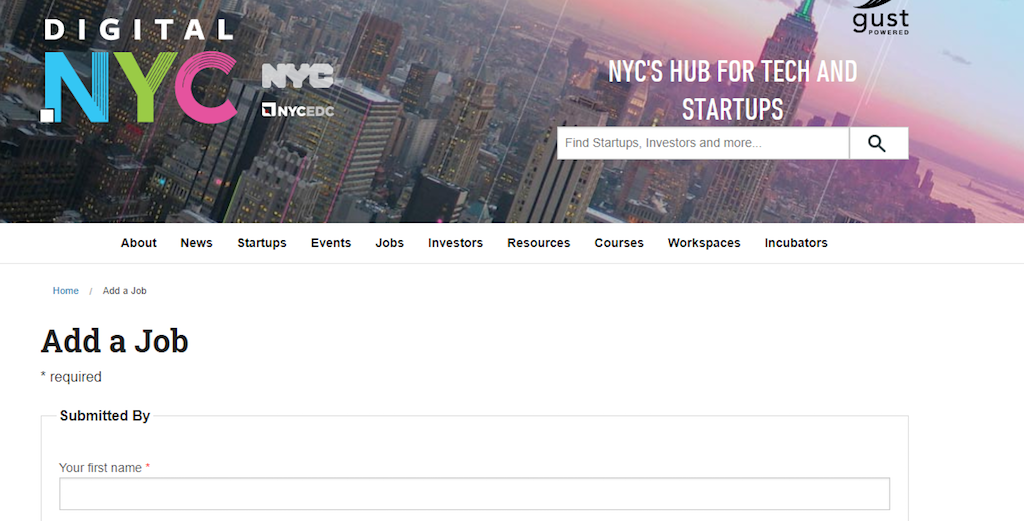 DIGITAL
.NYC
NYC
NYCEDC
gust
POWERED
NYC'S HUB FOR TECH AND
STARTUPS
Find Startups, Investors and more...
About News Startups Events Jobs Investors Resources Courses Workspaces Incubators
Home / Add a Job
Add a Job
* required
Submitted By
Your first name *